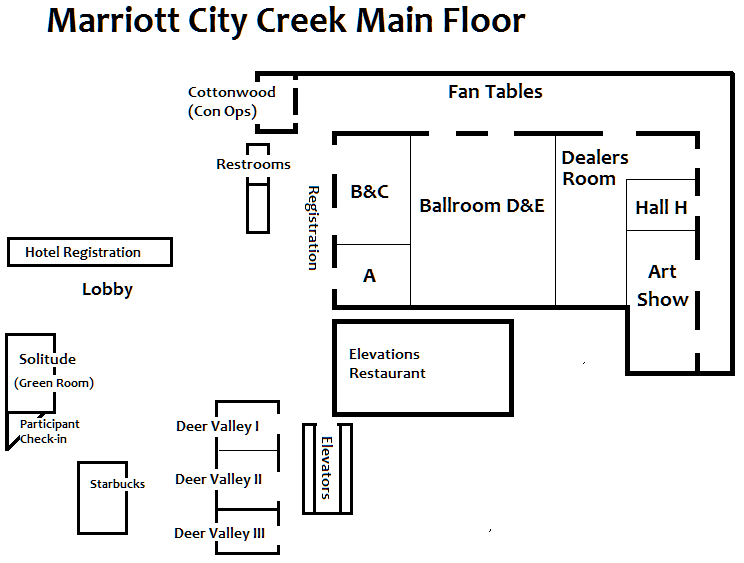 Marriott City Creek Main Floor
Cottonwood
(Con Ops)
Fan Tables
Restrooms
Registration
B&C
Ballroom D&E
Dealers
Room
Hall H
A
Art
Show
Hotel Registration
Lobby
Elevations
Restaurant
Solitude
(Green Room)
Participant
Check-in
Deer Valley I
Deer Valley II
Deer Valley III
Elevators
Starbucks